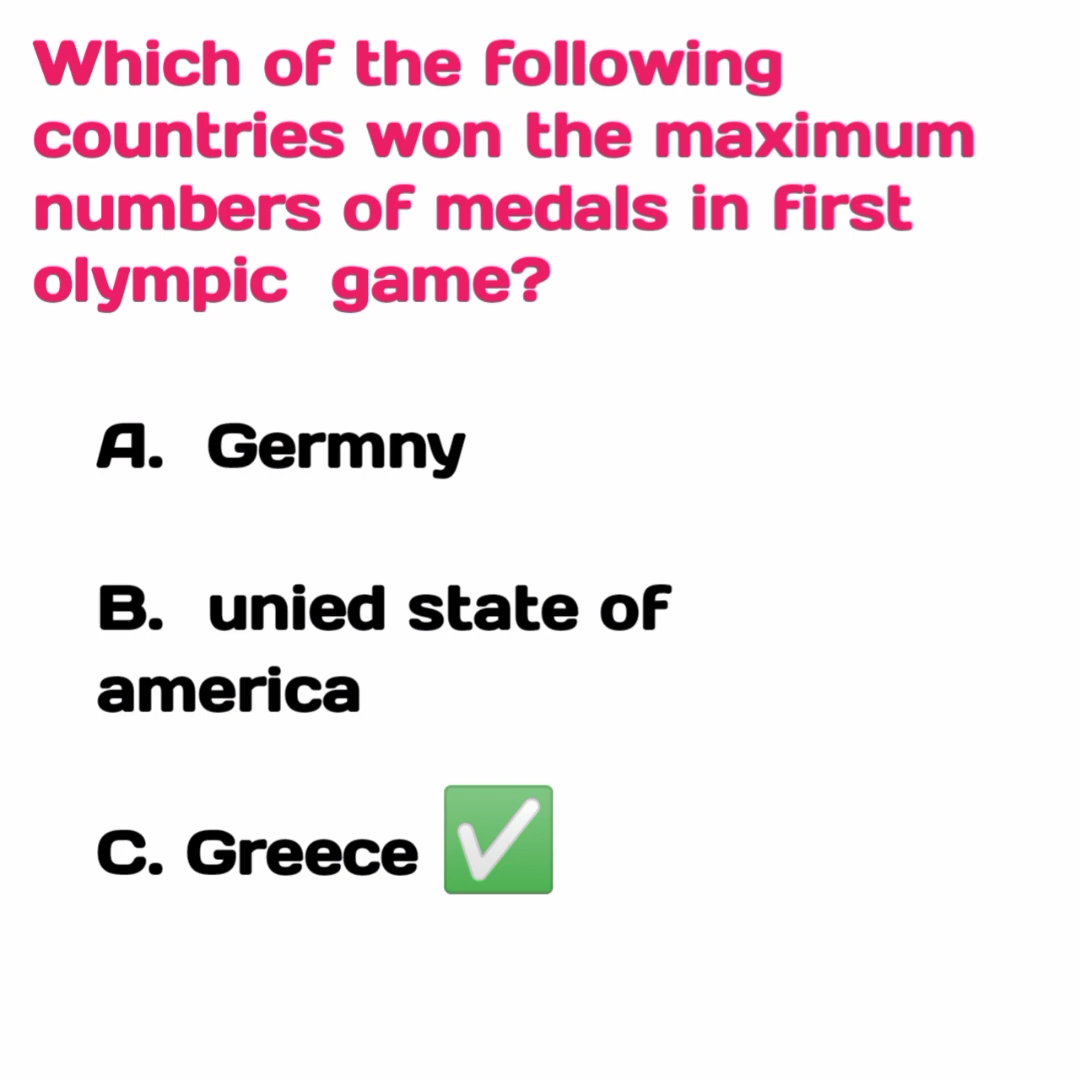 Which of the following
countries won the maximum
numbers of medals in first
olympic game?
A. Germny
B. unied state of
america
C. Greece ✅